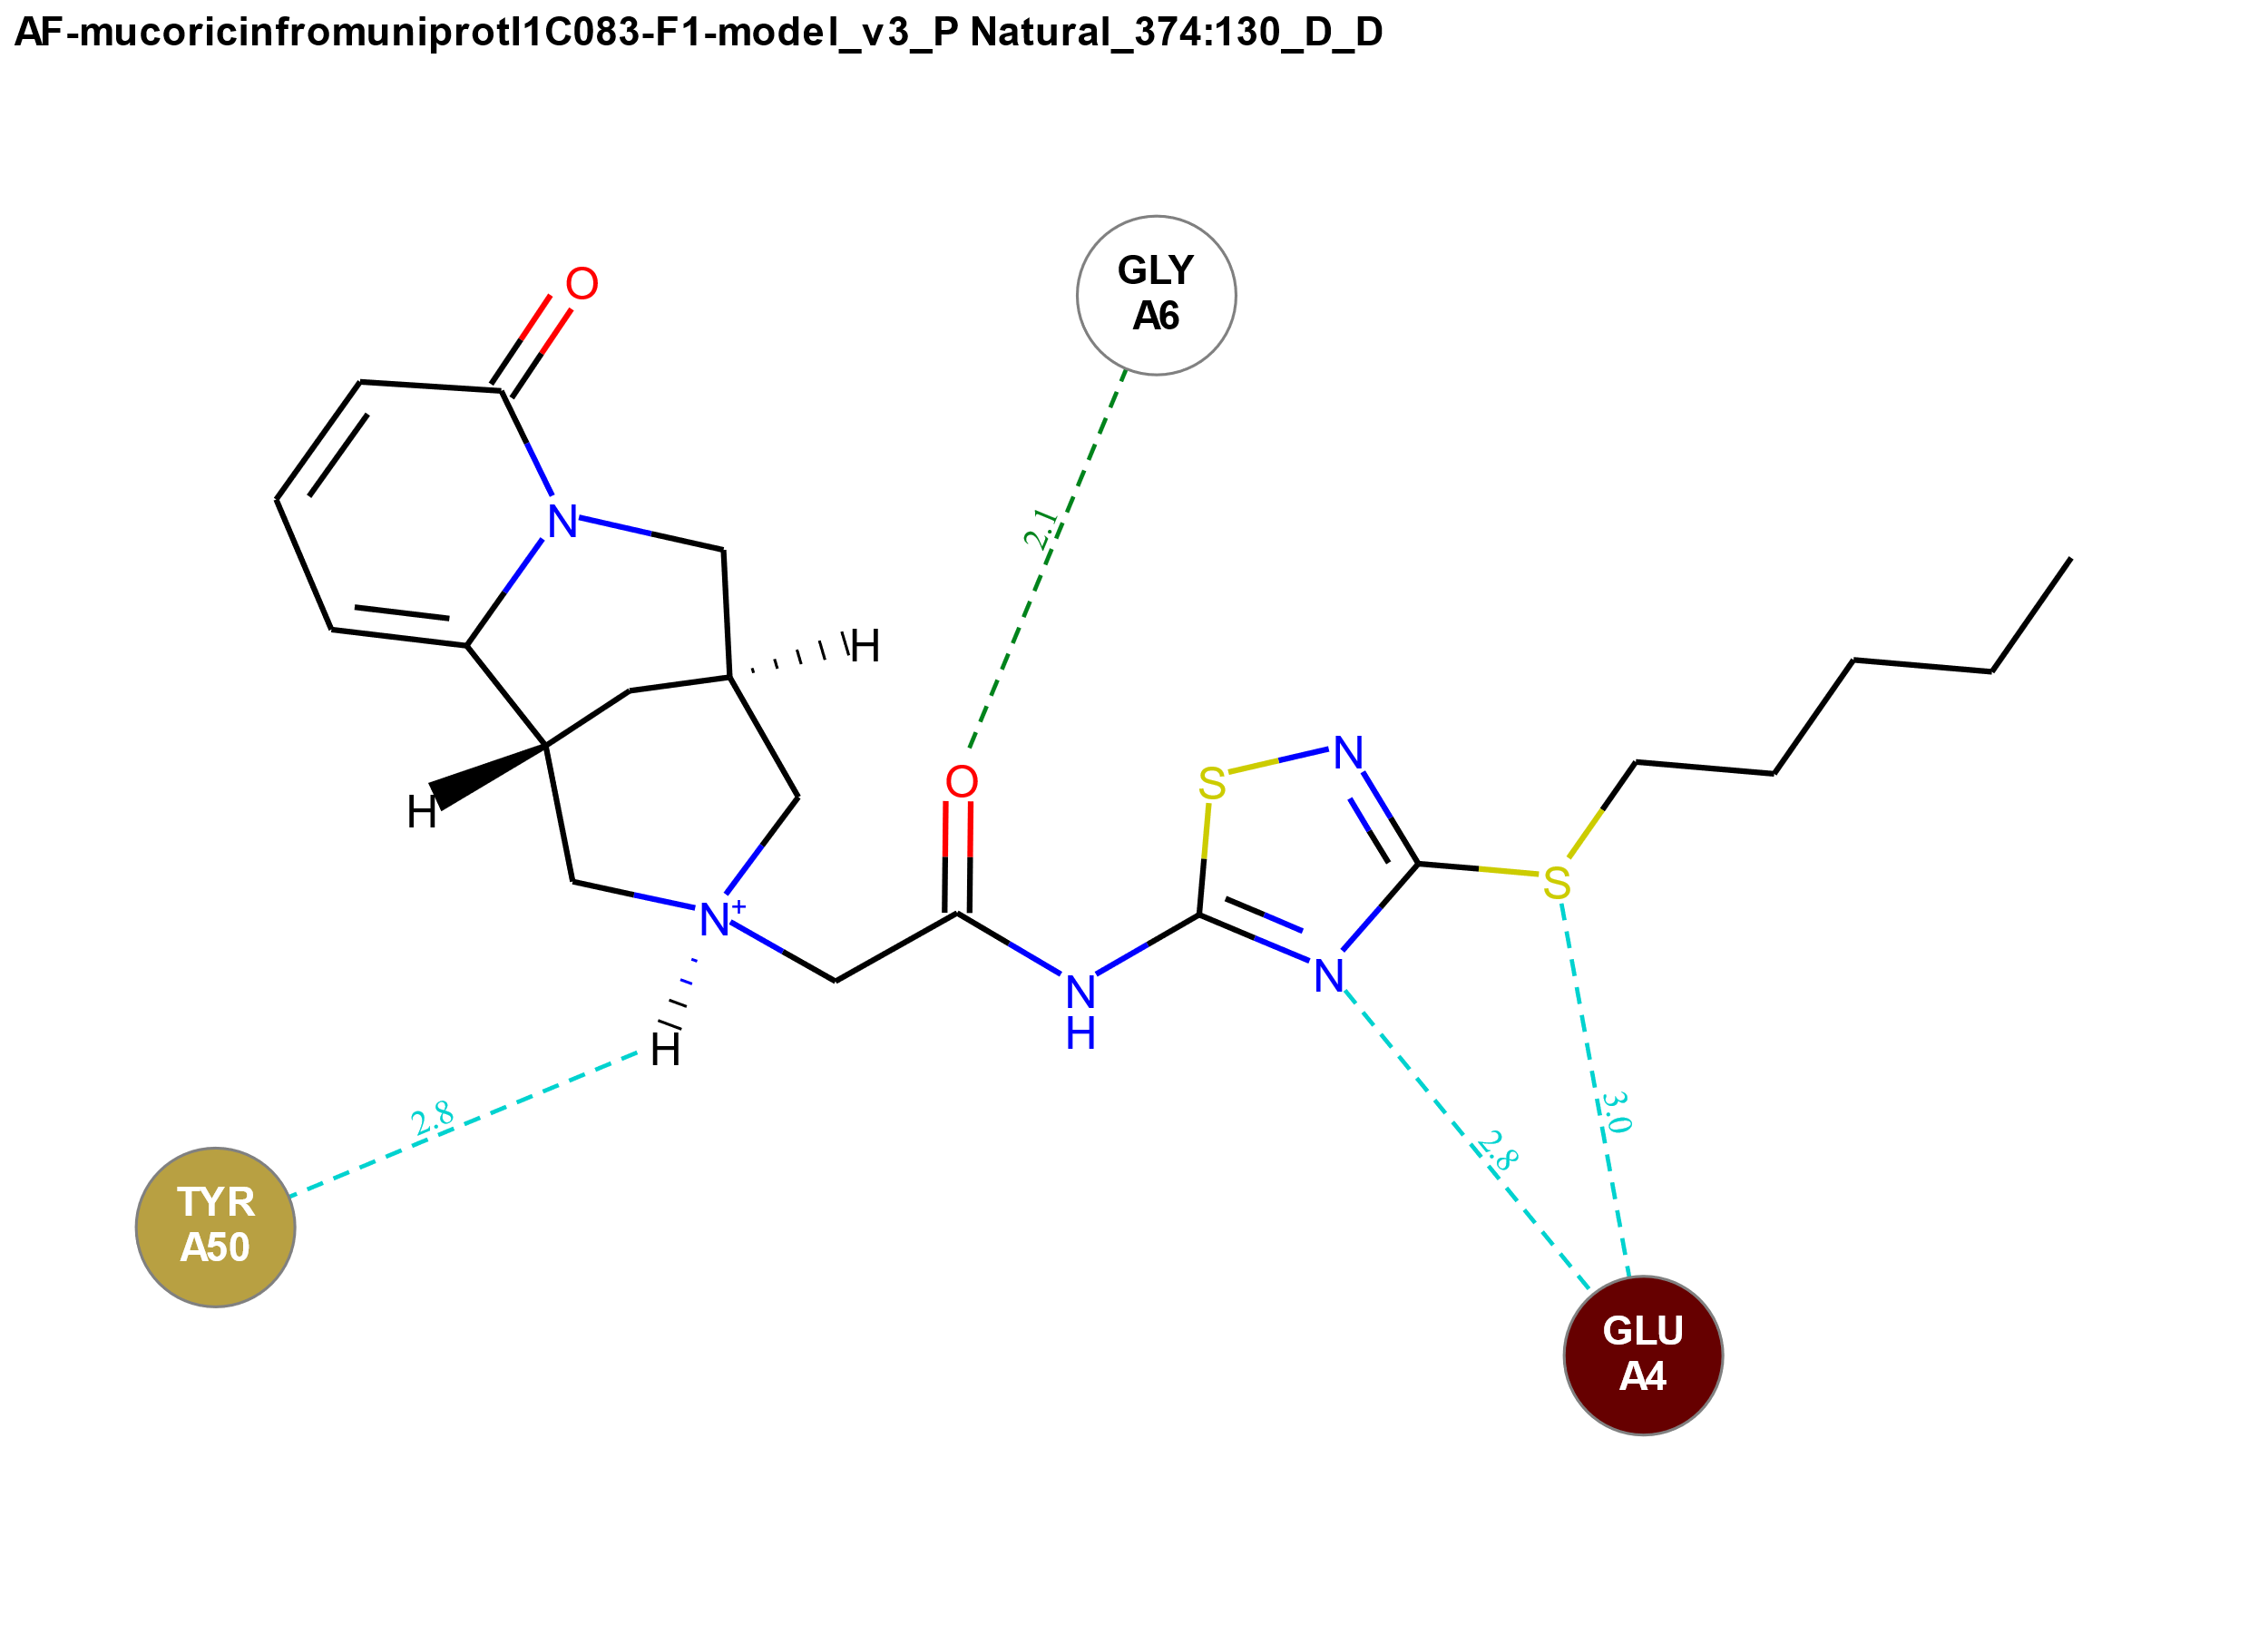 AF-mucoricinfromuniprotI1C083-F1-model_v3_P Natural_374:130_D_D
O
GLY
A6
2.1
N
H
H
O
S
N
S
N⁺
N
H
N
H
2.8
3.0
2.8
TYR
A50
GLU
A4